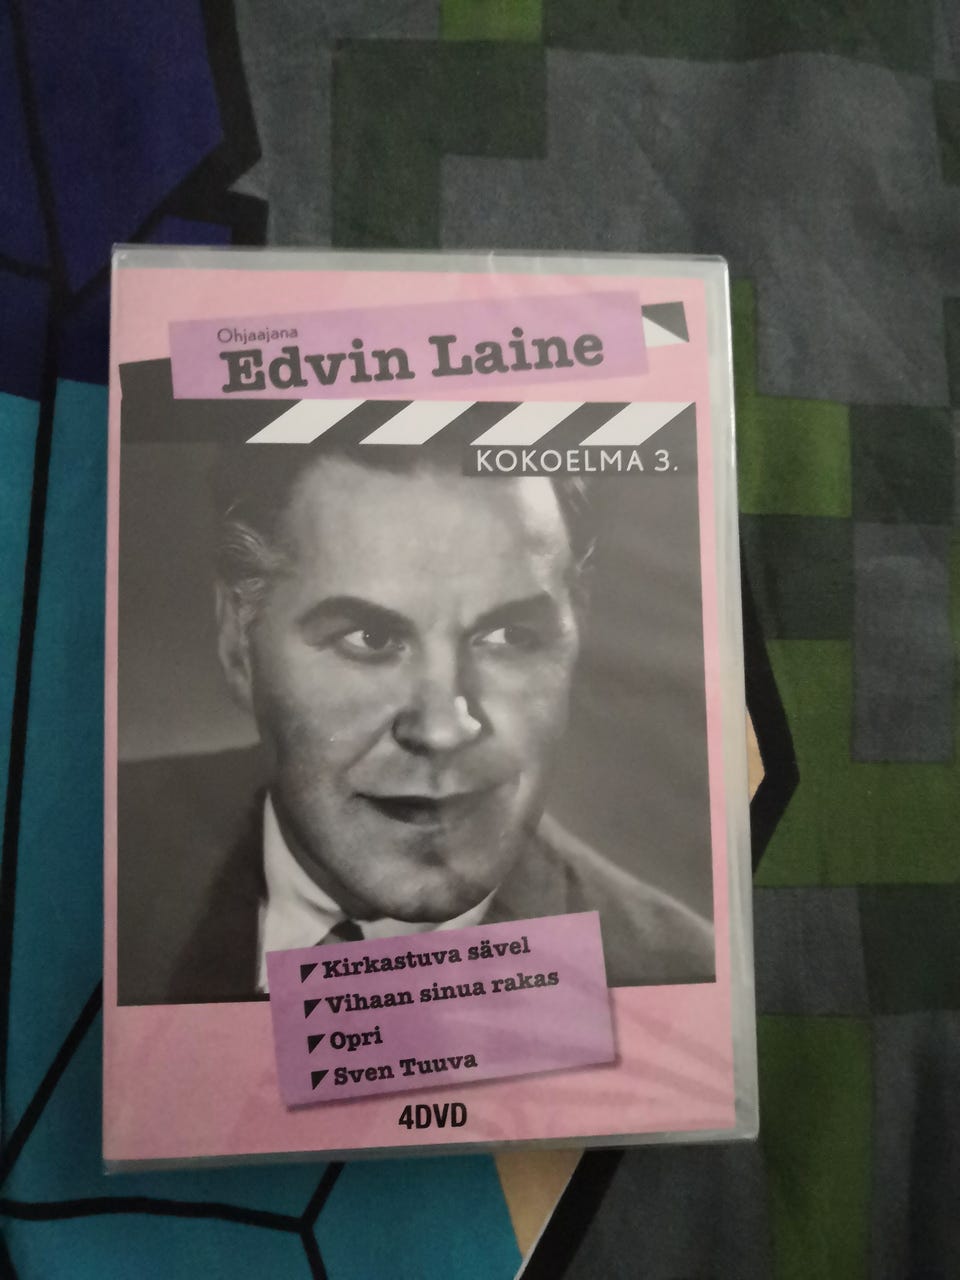 Ohjaajana
Edvin Laine
KOKOELMA 3.
Kirkastuva sävel
Vihaan sinua rakas
Opri
Sven Tuuva
4DVD